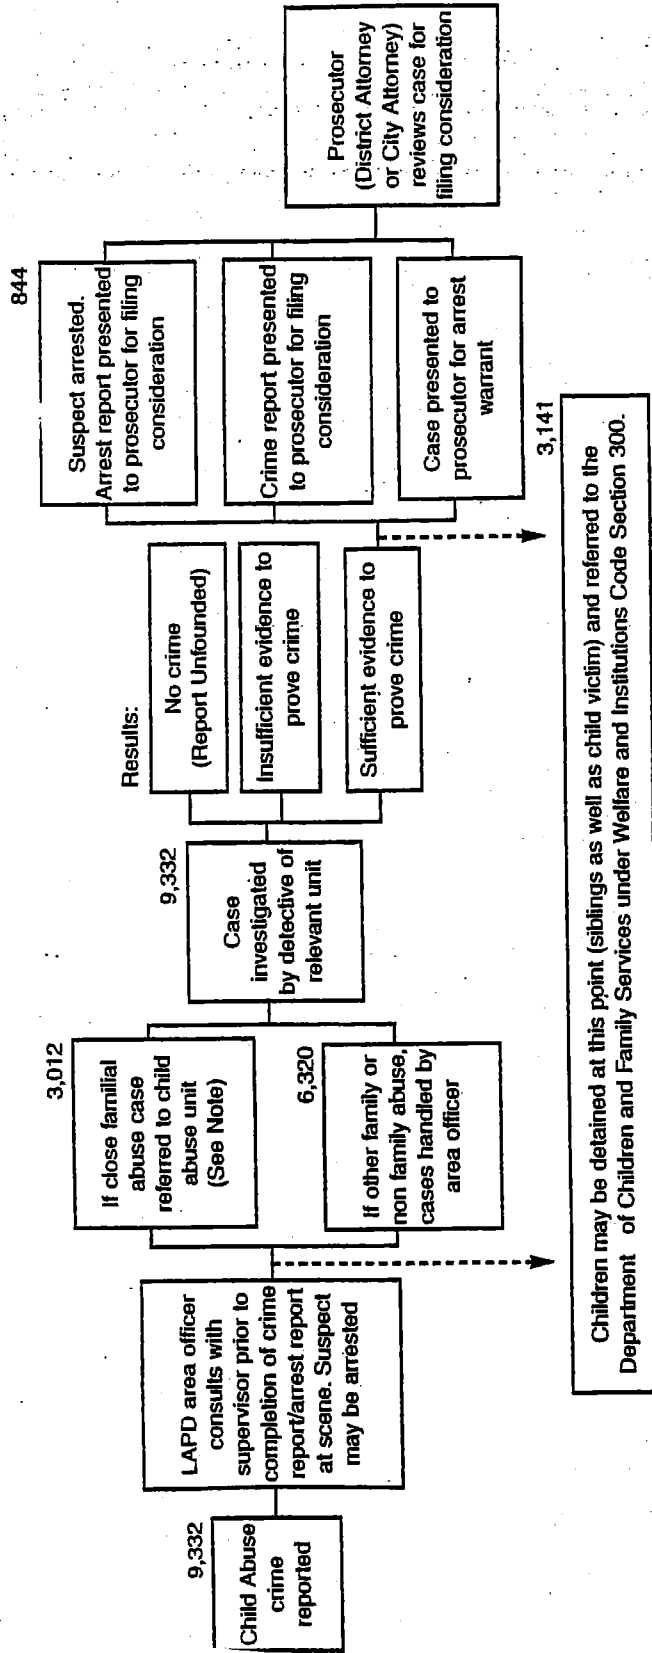 9,332
Child Abuse
crime
reported
LAPD area officer
consults with
supervisor prior to
completion of crime
report/arrest report
at scene. Suspect
may be arrested
3,012
If close familial
abuse case
referred to child
abuse unit
(See Note)
6,320
If other family or
non family abuse,
cases handled by
area officer
9,332
Case
investigated
by detective of
relevant unit
Results:
No crime
(Report Unfounded)
Insufficient evidence to
prove crime
Sufficient evidence to
prove crime
844
Suspect arrested.
Arrest report presented
to prosecutor for filing
consideration
Crime report presented
to prosecutor for filing
consideration
Case presented to
prosecutor for arrest
warrant
Prosecutor
(District Attorney
or City Attorney)
reviews case for
filing consideration
3,141
Children may be detained at this point (siblings as well as child victim) and referred to the
Department of Children and Family Services under Welfare and Institutions Code Section 300.